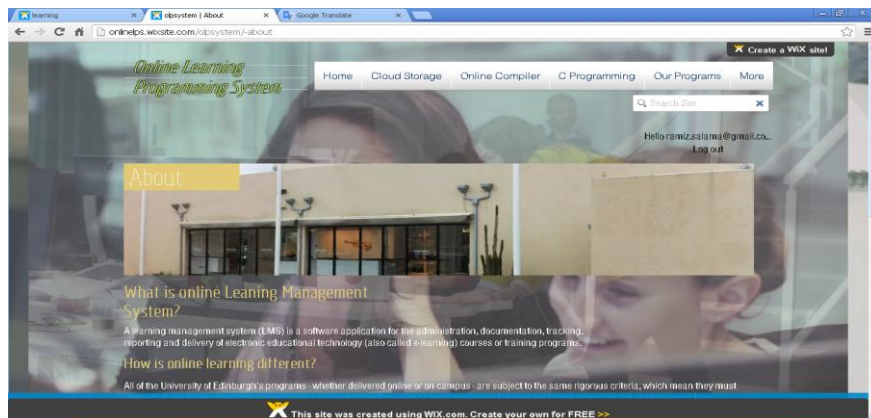 learning
olpsystem | About
Google Translate
onlinelps.wixsite.com/olpsystem/-about
Create a WiX site!
Online Learning
Programming System
Home Cloud Storage Online Compiler C Programming Our Programs More
Search Site
Hello ramiz.salama@gmail.co...
Log out
About
What is online Leaning Management
System?
A learning management system (LMS) is a software application for the administration, documentation, tracking,
reporting and delivery of electronic educational technology (also called e-learning) courses or training programs.
How is online learning different?
All of the University of Edinburgh's programs - whether delivered online or on campus - are subject to the same rigorous criteria, which mean they must
This site was created using WIX.com. Create your own for FREE >>